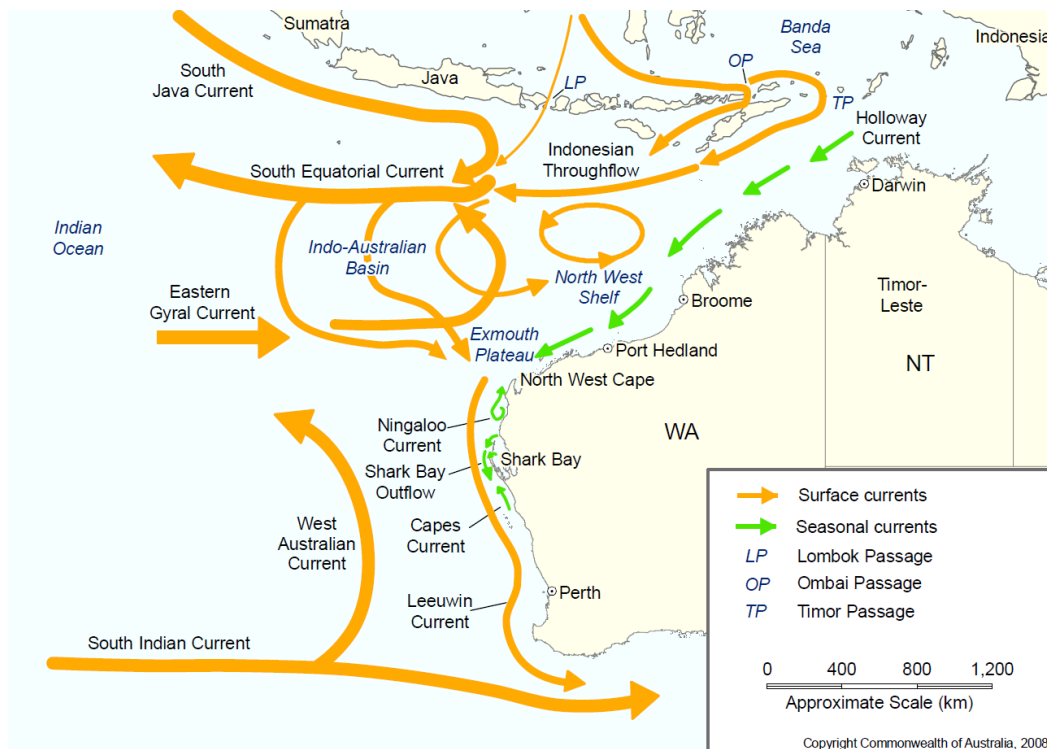 Sumatra
Banda
Sea
Indonesia
South
Java Current
Java
LP
OP
TP
Holloway
Current
Indonesian
Throughflow
South Equatorial Current
Darwin
Indian
Ocean
Indo-Australian
Basin
North West
Shelf
Timor-
Leste
Eastern
Gyral Current
Broome
Exmouth
Plateau
Port Hedland
NT
North West Cape
Ningaloo
Current
WA
Shark Bay
Shark Bay
Outflow
Capes
Current
West
Australian
Current
Leeuwin
Current
Perth
South Indian Current
Surface currents
Seasonal currents
LP Lombok Passage
OP Ombai Passage
TP Timor Passage
0 400 800 1,200
Approximate Scale (km)
Copyright Commonwealth of Australia, 2008